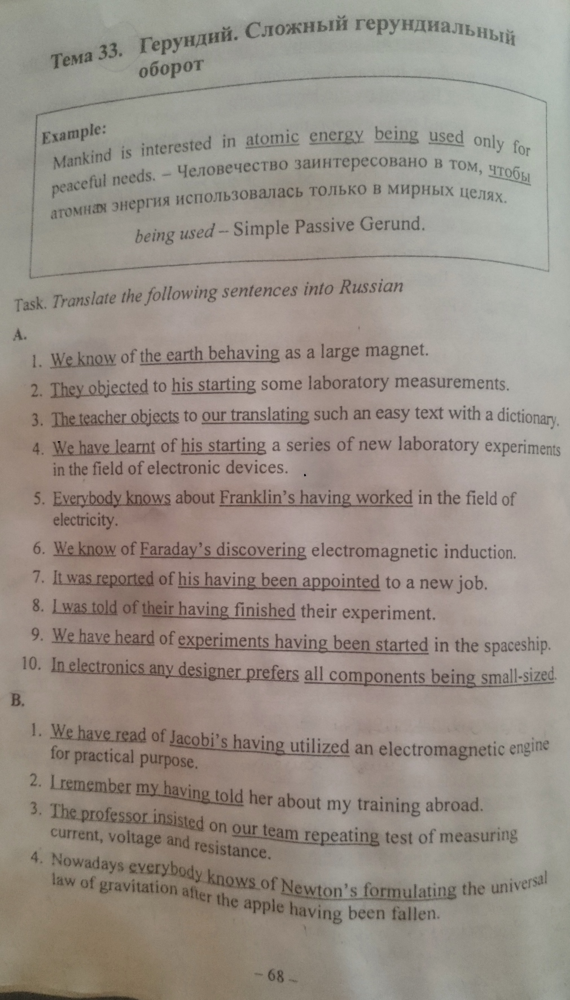 Тема 33. Герундий. Сложный герундиальный
оборот
Example:
Mankind is interested in atomic energy being used only for
peaceful needs. – Человечество заинтересовано в том, чтобы
атомная энергия использовалась только в мирных целях.
being used – Simple Passive Gerund.
Task. Translate the following sentences into Russian
A.
1. We know of the earth behaving as a large magnet.
2. They objected to his starting some laboratory measurements.
3. The teacher objects to our translating such an easy text with a dictionary.
4. We have learnt of his starting a series of new laboratory experiments
in the field of electronic devices.
5. Everybody knows about Franklin's having worked in the field of
electricity.
6. We know of Faraday's discovering electromagnetic induction.
7. It was reported of his having been appointed to a new job.
8. I was told of their having finished their experiment.
9. We have heard of experiments having been started in the spaceship.
10. In electronics any designer prefers all components being small-sized.
B.
1. We have read of Jacobi's having utilized an electromagnetic engine
for practical purpose.
2. I remember my having told her about my training abroad.
3. The professor insisted on our team repeating test of measuring
current, voltage and resistance.
4. Nowadays everybody knows of Newton's formulating the universal
law of gravitation after the apple having been fallen.
– 68 –